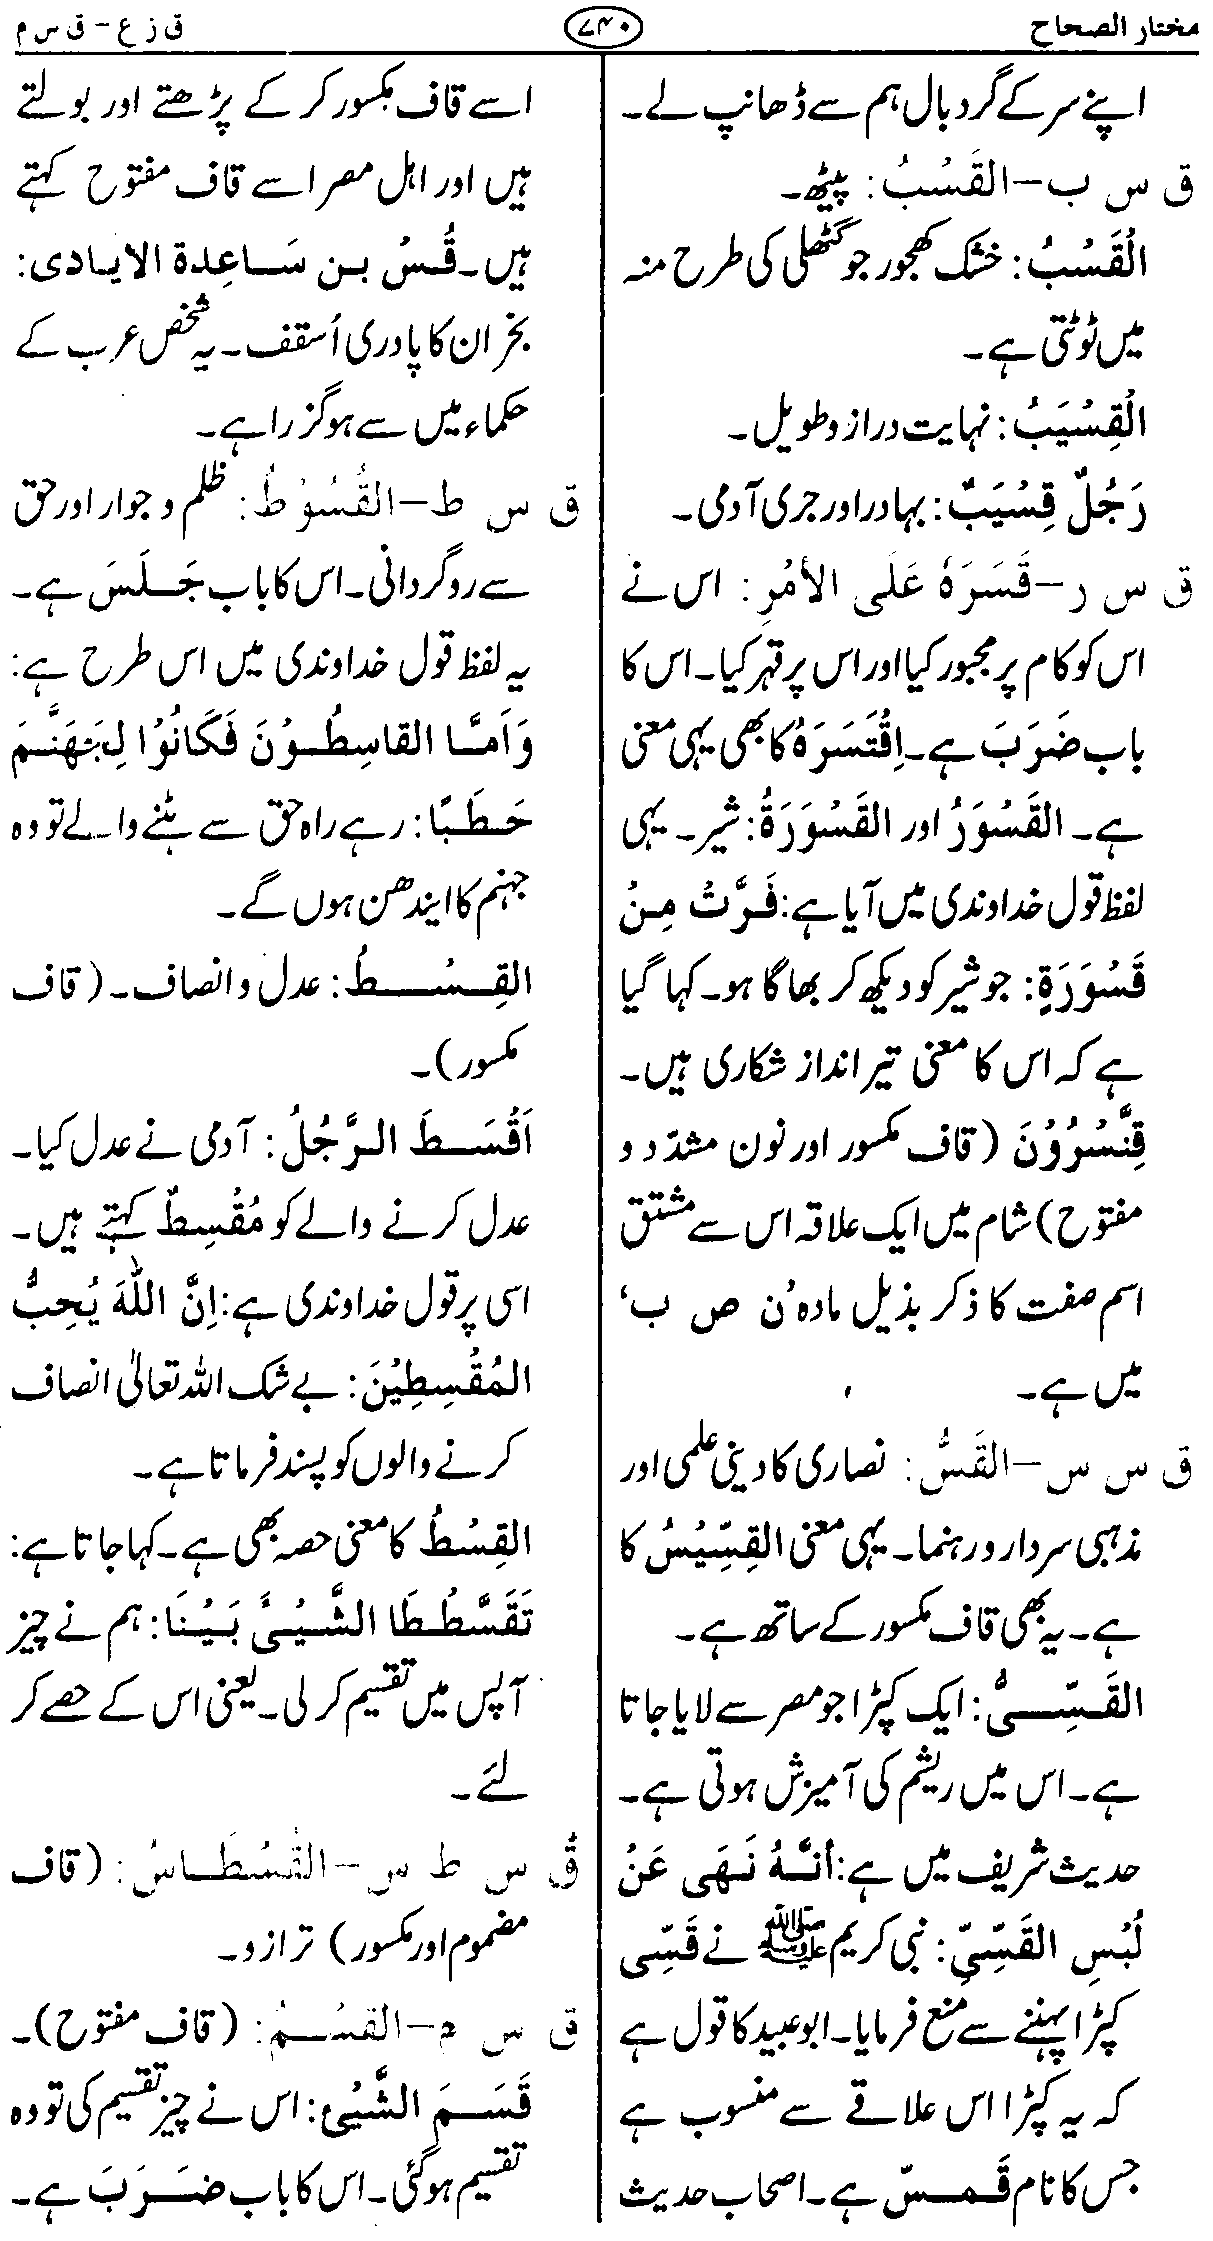 مختار الصحاح
۷۴۰
ق ز ع – ق س م
اپنے سر کے گرد بال ہم سے ڈھانپ لے۔
ق س ب – القَسْبُ: پیٹھ۔
الْقَسْبُ: خشک کھجور جو گٹھلی کی طرح منہ
میں ٹوٹتی ہے۔
الْقِسْيَبُ: نہایت دراز و طویل۔
رَجُلٌ قِسْيَبٌ: بہادر اور جری آدمی۔
ق س ر – قَسَرَهُ عَلَى الأمْرِ: اس نے
اس کو کام پر مجبور کیا اور اس پر قہر کیا۔ اس کا
باب ضَرَبَ ہے۔ اِقْتَسَرَهُ کا بھی یہی معنی
ہے۔ القَسْوَرُ اور القَسْوَرَةُ: شیر۔ یہی
لفظ قول خداوندی میں آیا ہے: فَرَّتْ مِنْ
قَسْوَرَةٍ: جو شیر کو دیکھ کر بھاگا ہو۔ کہا گیا
ہے کہ اس کا معنی تیر انداز شکاری ہیں۔
قِنَّسْرُوْنَ (قاف مکسور اور نون مشدّد و
مفتوح) شام میں ایک علاقہ اس سے مشتق
اسم صفت کا ذکر بذیل مادہ ’ن ص ب‘
میں ہے۔
ق س س – القَسُّ: نصاری کا دینی علمی اور
مذہبی سردار و رہنما۔ یہی معنی القِسِّيْسُ کا
ہے۔ یہ بھی قاف مکسور کے ساتھ ہے۔
القَسِّىُّ: ایک کپڑا جو مصر سے لایا جاتا
ہے۔ اس میں ریشم کی آمیزش ہوتی ہے۔
حدیث شریف میں ہے: أنَّهُ نَهَى عَنْ
لُبْسِ القَسِّيِّ: نبی کریم ﷺ نے قَسِّی
کپڑا پہننے سے منع فرمایا۔ ابو عبید کا قول ہے
کہ یہ کپڑا اس علاقے سے منسوب ہے
جس کا نام قَمسّ ہے۔ اصحاب حدیث
اسے قاف مکسور کر کے پڑھتے اور بولتے
ہیں اور اہل مصر اسے قاف مفتوح کہتے
ہیں۔ قُسُّ بن سَاعِدة الایادی:
بخران کا پادری اُسقف۔ یہ شخص عرب کے
حکماء میں سے ہو گزرا ہے۔
ق س ط – القُسُوْطُ: ظلم و جوار اور حق
سے روگردانی۔ اس کا باب جَلَسَ ہے۔
یہ لفظ قول خداوندی میں اس طرح ہے:
وَاَمَّا القاسِطُوْنَ فَكَانُوْا لِجَهَنَّمَ
حَطَبًا: رہے راہ حق سے ہٹنے والے تو وہ
جہنم کا ایندھن ہوں گے۔
القِسْطُ: عدل و انصاف۔ (قاف
مکسور)۔
اَقْسَطَ الرَّجُلُ: آدمی نے عدل کیا۔
عدل کرنے والے کو مُقْسِطٌ کہتے ہیں۔
اسی پر قول خداوندی ہے: اِنَّ اللّٰهَ يُحِبُّ
المُقْسِطِيْنَ: بے شک اللہ تعالیٰ انصاف
کرنے والوں کو پسند فرماتا ہے۔
القِسْطُ کا معنی حصہ بھی ہے۔ کہا جاتا ہے:
تَقَسَّطْطَا الشَّيْئَ بَيْنَا: ہم نے چیز
آپس میں تقسیم کر لی۔ یعنی اس کے حصے کر
لئے۔
ق س ط س – القُسْطَاسُ: (قاف
مضموم اور مکسور) ترازو۔
ق س م – القَسْمُ: (قاف مفتوح)۔
قَسَمَ الشَّيْئَ: اس نے چیز تقسیم کی تو وہ
تقسیم ہو گئی۔ اس کا باب ضَرَبَ ہے۔